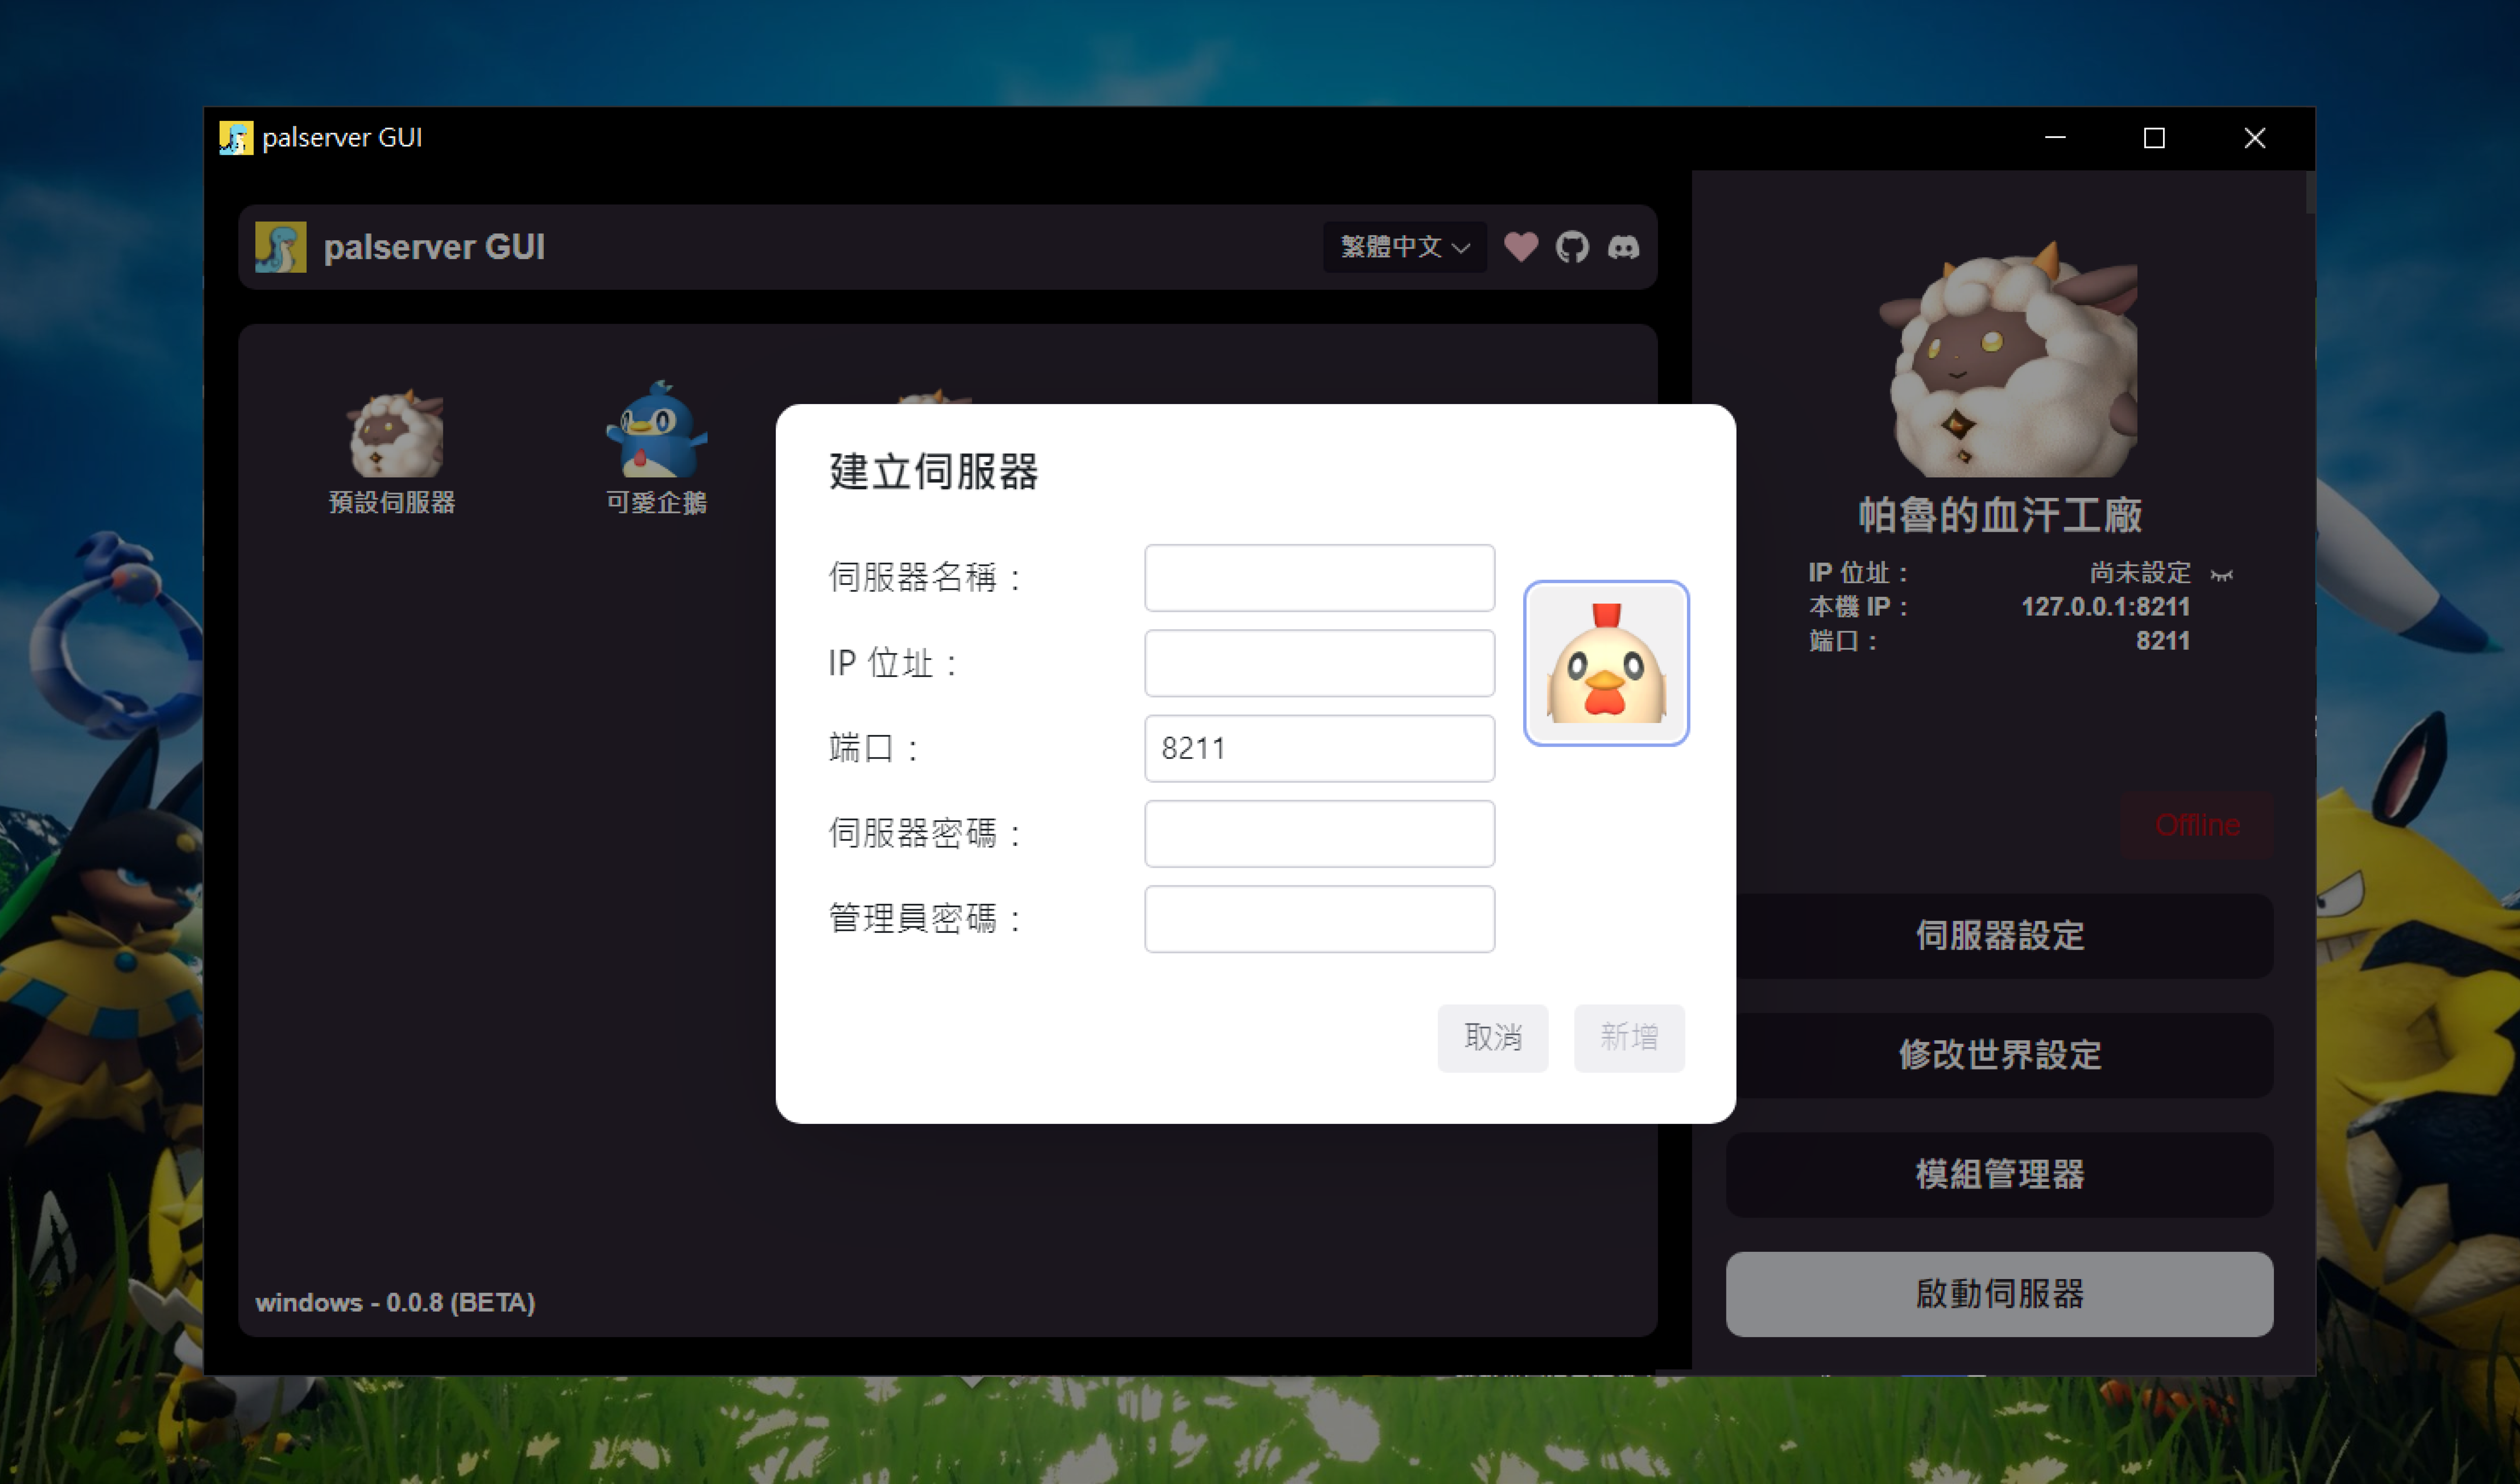 palserver GUI
palserver GUI
繁體中文
預設伺服器
可愛企鵝
建立伺服器
伺服器名稱：
IP 位址：
端口：
8211
伺服器密碼：
管理員密碼：
取消
新增
帕魯的血汗工廠
IP 位址：
尚未設定
本機 IP：
127.0.0.1:8211
端口：
8211
Offline
伺服器設定
修改世界設定
模組管理器
啟動伺服器
windows - 0.0.8 (BETA)